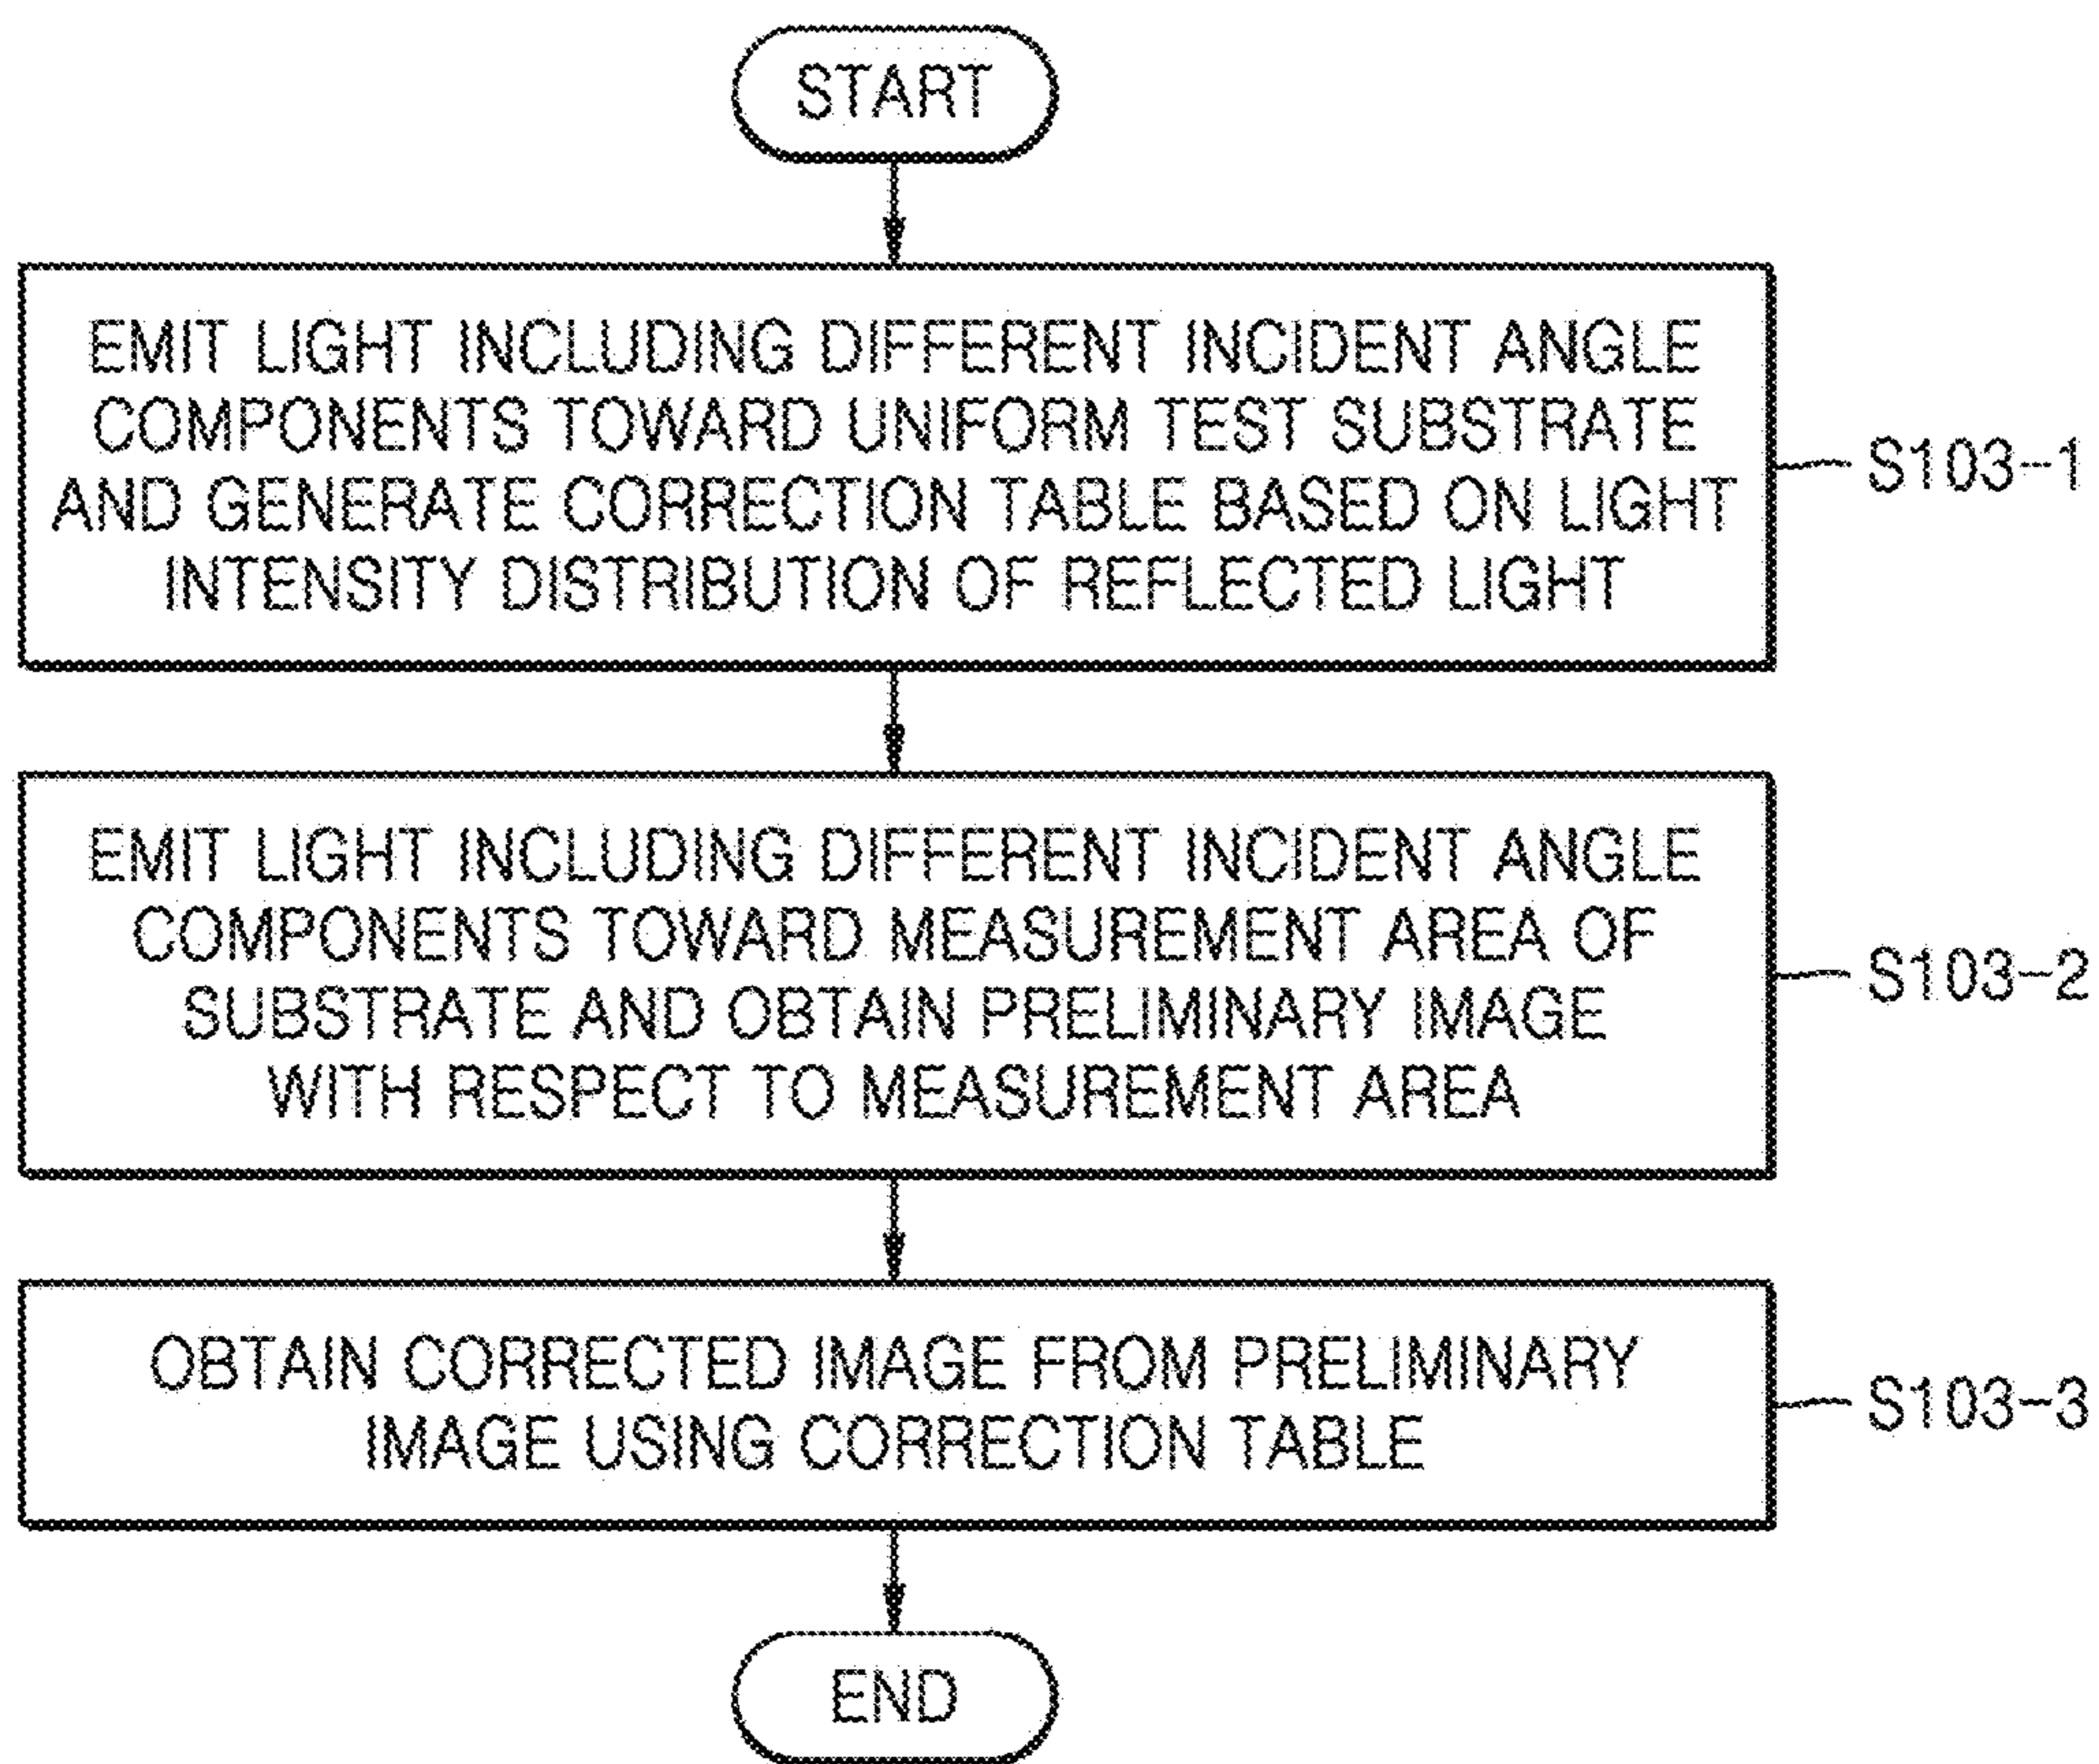 START
EMIT LIGHT INCLUDING DIFFERENT INCIDENT ANGLE
COMPONENTS TOWARD UNIFORM TEST SUBSTRATE
AND GENERATE CORRECTION TABLE BASED ON LIGHT
INTENSITY DISTRIBUTION OF REFLECTED LIGHT
S103-1
EMIT LIGHT INCLUDING DIFFERENT INCIDENT ANGLE
COMPONENTS TOWARD MEASUREMENT AREA OF
SUBSTRATE AND OBTAIN PRELIMINARY IMAGE
WITH RESPECT TO MEASUREMENT AREA
S103-2
OBTAIN CORRECTED IMAGE FROM PRELIMINARY
IMAGE USING CORRECTION TABLE
S103-3
END